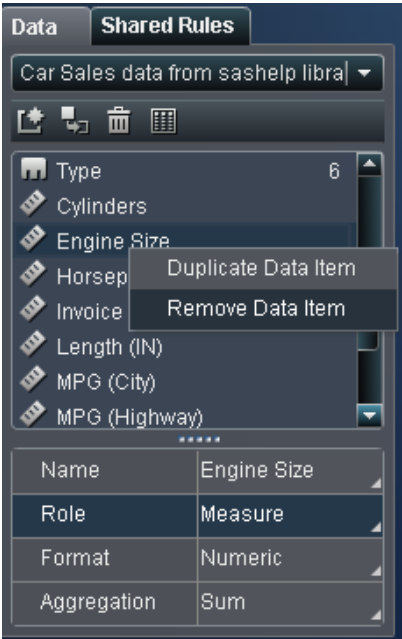 Data Shared Rules
Car Sales data from sashelp libra
Type 6
Cylinders
Engine Size
Duplicate Data Item
Horsep
Remove Data Item
Invoice
Length (IN)
MPG (City)
MPG (Highway)
Name Engine Size
Role Measure
Format Numeric
Aggregation Sum